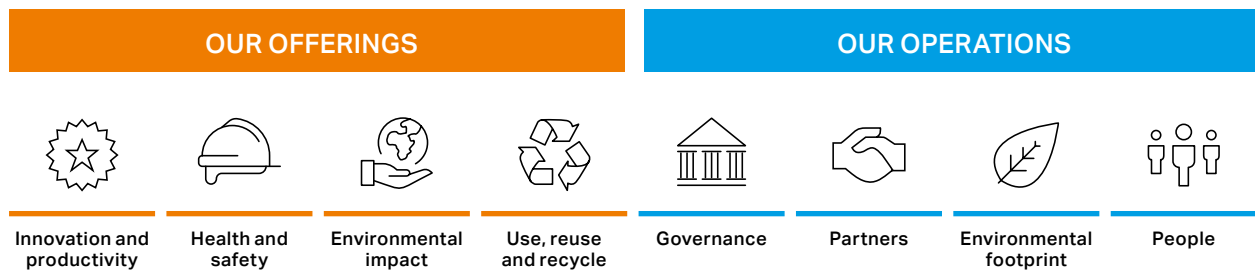 OUR OFFERINGS
OUR OPERATIONS
Innovation and
productivity
Health and
safety
Environmental
impact
Use, reuse
and recycle
Governance
Partners
Environmental
footprint
People